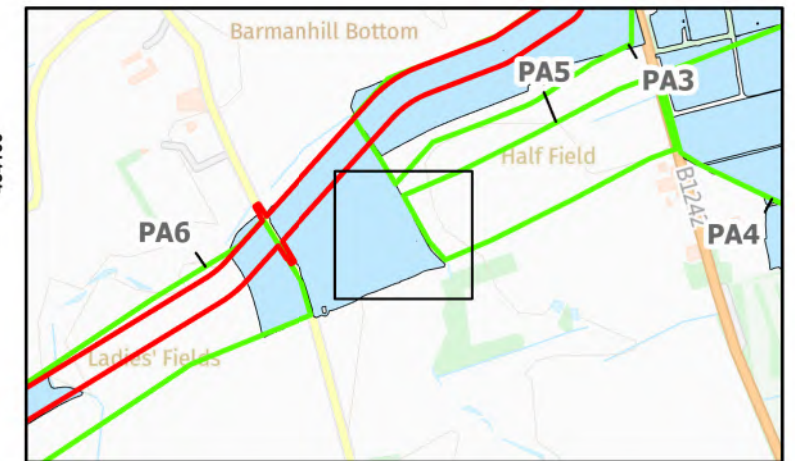 Barmanhill Bottom
PA5
PA3
Half Field
B1242
PA6
PA4
Ladies' Fields